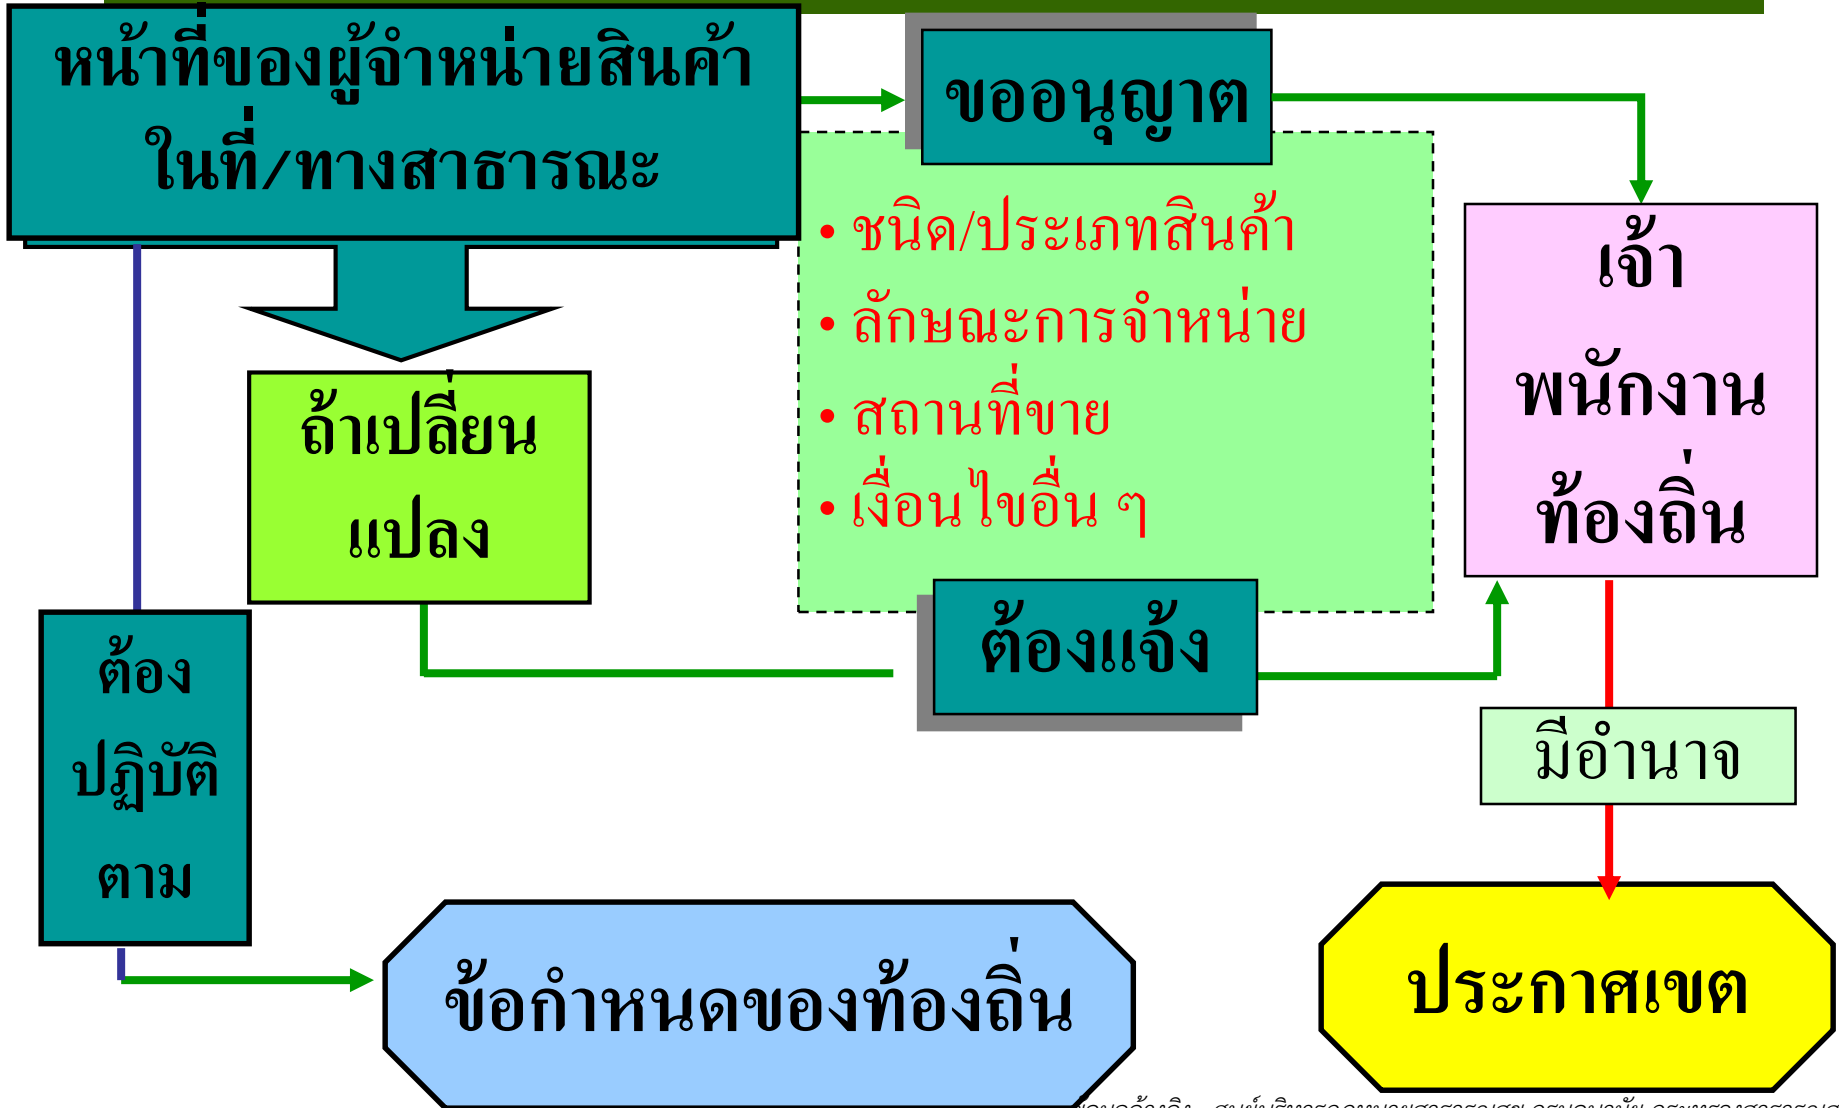 หน้าที่ของผู้จำหน่ายสินค้า
ในที่/ทางสาธารณะ
ขออนุญาต
• ชนิด/ประเภทสินค้า
• ลักษณะการจำหน่าย
• สถานที่ขาย
• เงื่อนไขอื่น ๆ
เจ้า
พนักงาน
ท้องถิ่น
ถ้าเปลี่ยน
แปลง
ต้องแจ้ง
ต้อง
ปฏิบัติ
ตาม
มีอำนาจ
ข้อกำหนดของท้องถิ่น
ประกาศเขต